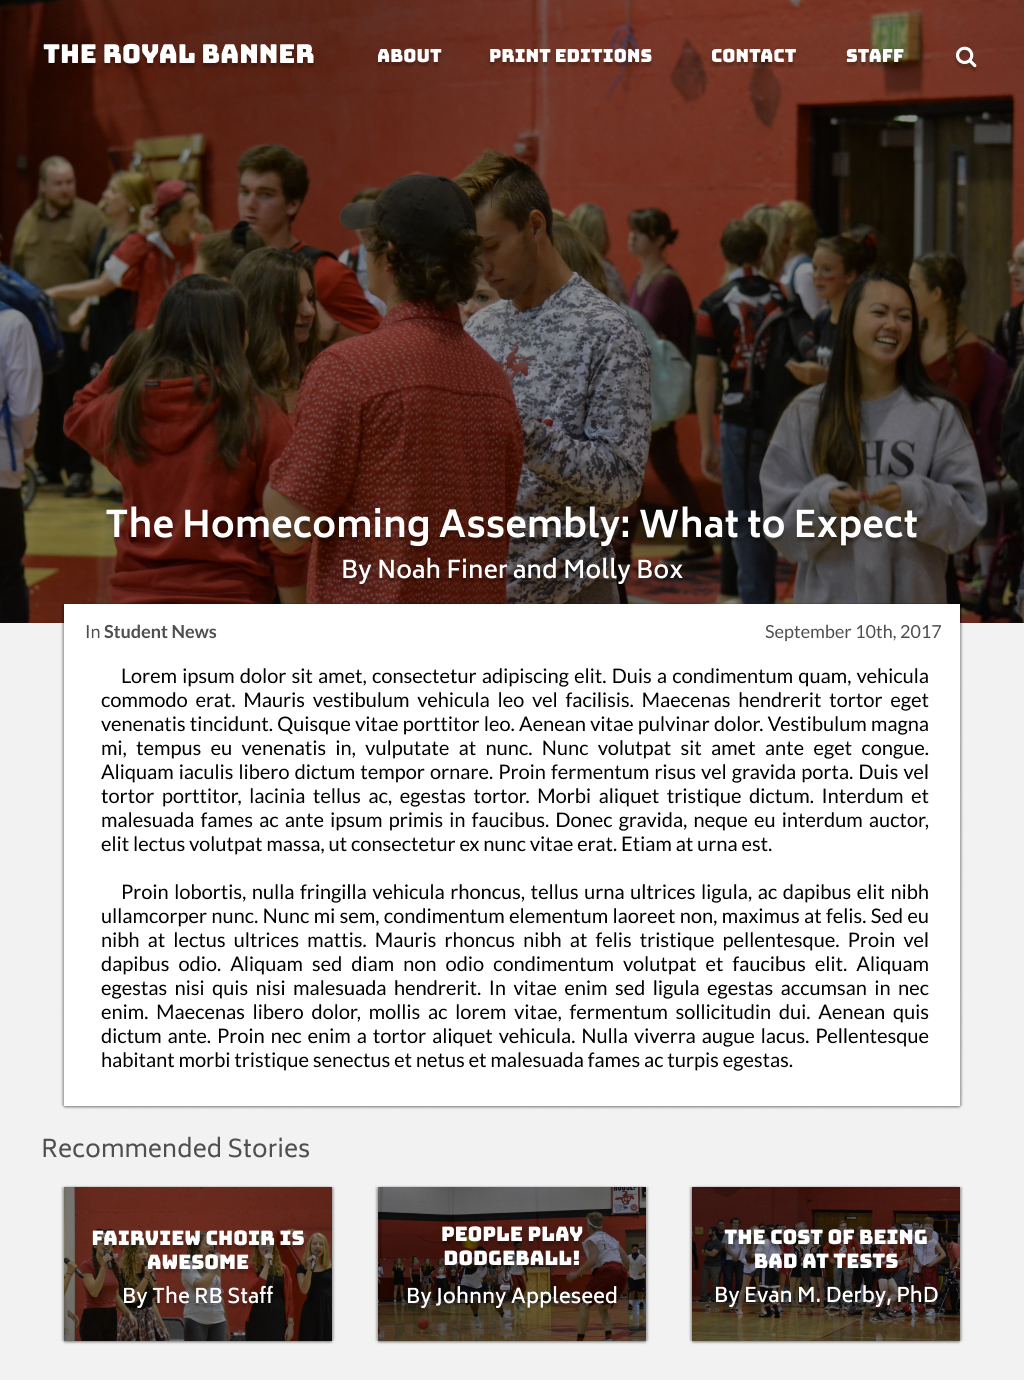 THE ROYAL BANNER ABOUT PRINT EDITIONS CONTACT STAFF
EXIT
HS
The Homecoming Assembly: What to Expect
By Noah Finer and Molly Box
In Student News September 10th, 2017
Lorem ipsum dolor sit amet, consectetur adipiscing elit. Duis a condimentum quam, vehicula
commodo erat. Mauris vestibulum vehicula leo vel facilisis. Maecenas hendrerit tortor eget
venenatis tincidunt. Quisque vitae porttitor leo. Aenean vitae pulvinar dolor. Vestibulum magna
mi, tempus eu venenatis in, vulputate at nunc. Nunc volutpat sit amet ante eget congue.
Aliquam iaculis libero dictum tempor ornare. Proin fermentum risus vel gravida porta. Duis vel
tortor porttitor, lacinia tellus ac, egestas tortor. Morbi aliquet tristique dictum. Interdum et
malesuada fames ac ante ipsum primis in faucibus. Donec gravida, neque eu interdum auctor,
elit lectus volutpat massa, ut consectetur ex nunc vitae erat. Etiam at urna est.
Proin lobortis, nulla fringilla vehicula rhoncus, tellus urna ultrices ligula, ac dapibus elit nibh
ullamcorper nunc. Nunc mi sem, condimentum elementum laoreet non, maximus at felis. Sed eu
nibh at lectus ultrices mattis. Mauris rhoncus nibh at felis tristique pellentesque. Proin vel
dapibus odio. Aliquam sed diam non odio condimentum volutpat et faucibus elit. Aliquam
egestas nisi quis nisi malesuada hendrerit. In vitae enim sed ligula egestas accumsan in nec
enim. Maecenas libero dolor, mollis ac lorem vitae, fermentum sollicitudin dui. Aenean quis
dictum ante. Proin nec enim a tortor aliquet vehicula. Nulla viverra augue lacus. Pellentesque
habitant morbi tristique senectus et netus et malesuada fames ac turpis egestas.
Recommended Stories
FAIRVIEW CHOIR IS
AWESOME
By The RB Staff
PEOPLE PLAY
DODGEBALL!
By Johnny Appleseed
THE COST OF BEING
BAD AT TESTS
By Evan M. Derby, PhD